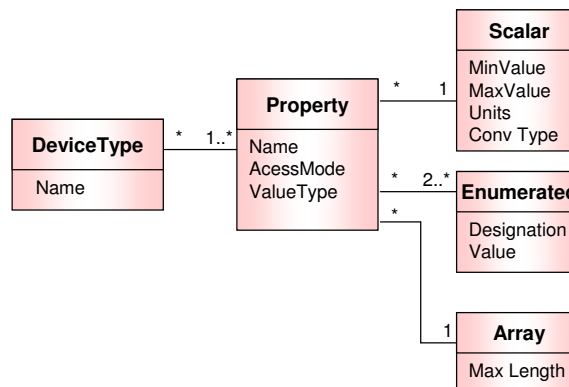 DeviceType
Name
*
1..*
Property
Name
AcessMode
ValueType
*
1
Scalar
MinValue
MaxValue
Units
Conv Type
*
2..*
Enumerated
Designation
Value
*
1
Array
Max Length